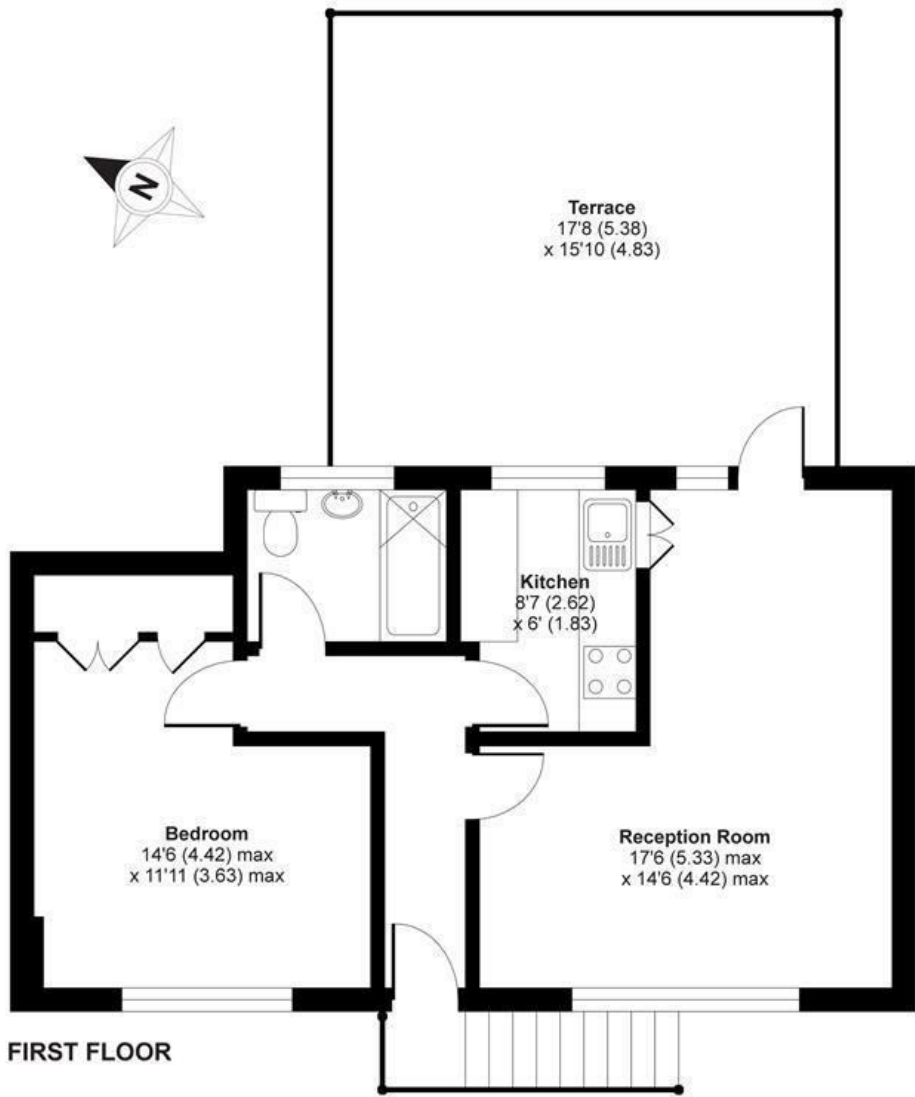 Terrace
17'8 (5.38)
x 15'10 (4.83)
N
Kitchen
8'7 (2.62)
x 6' (1.83)
Bedroom
14'6 (4.42) max
x 11'11 (3.63) max
Reception Room
17'6 (5.33) max
x 14'6 (4.42) max
FIRST FLOOR